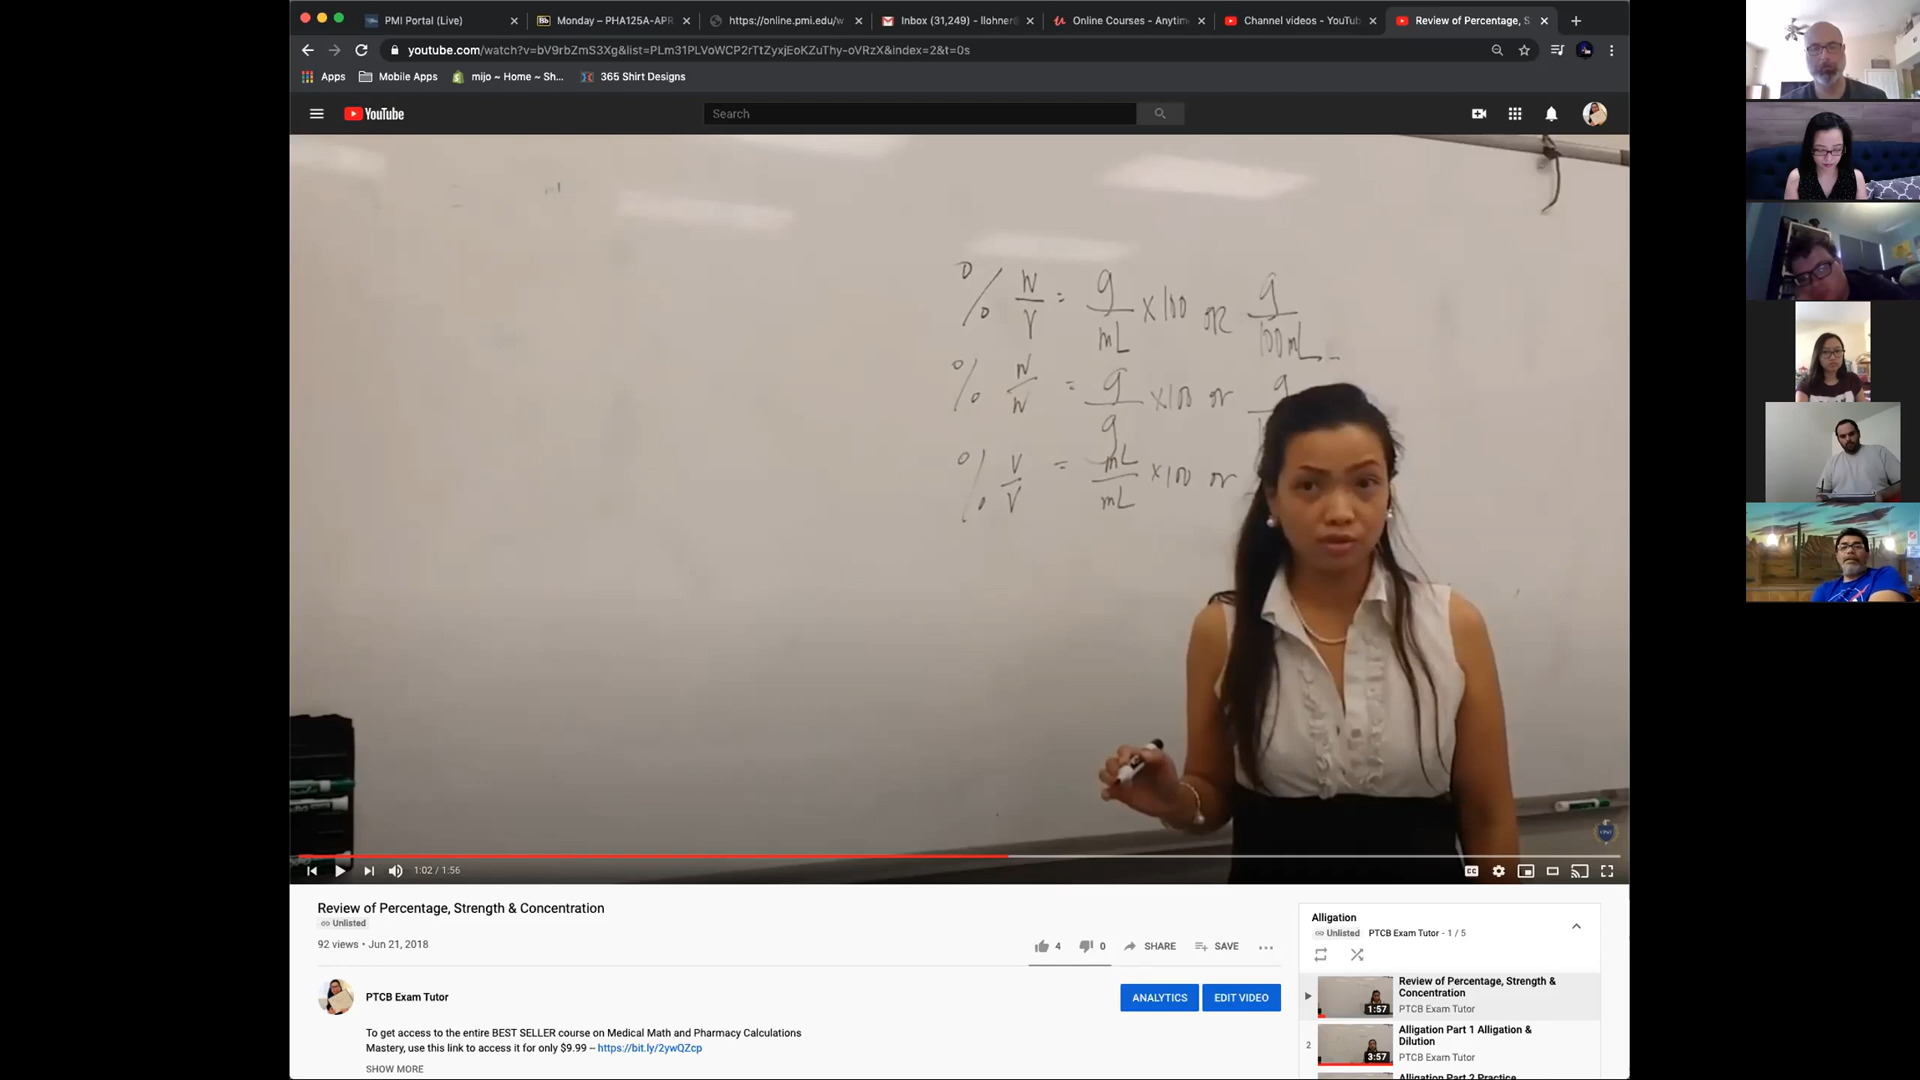 PMI Portal (Live)
Monday – PHA125A-APR
https://online.pmi.edu/w
Inbox (31,249) - llohner@
Online Courses - Anytim
Channel videos - YouTub
Review of Percentage, S
youtube.com/watch?v=bV9rbZmS3Xg&list=PLm31PLVoWCP2rTtZyxjEoKZuThy-oVRzX&index=2&t=0s
Apps
Mobile Apps
mijo ~ Home ~ Sh...
365 Shirt Designs
YouTube
Search
% W/V = g/mL x100 or g/100mL
% W/W = g/g x100 or g
% V/V = mL/mL x100 or
1:02 / 1:56
CC
Review of Percentage, Strength & Concentration
Unlisted
92 views • Jun 21, 2018
4
0
SHARE
SAVE
PTCB Exam Tutor
ANALYTICS
EDIT VIDEO
To get access to the entire BEST SELLER course on Medical Math and Pharmacy Calculations
Mastery, use this link to access it for only $9.99 -- https://bit.ly/2ywQZcp
SHOW MORE
Alligation
Unlisted PTCB Exam Tutor - 1 / 5
Review of Percentage, Strength &
Concentration
PTCB Exam Tutor
1:57
2
Alligation Part 1 Alligation &
Dilution
PTCB Exam Tutor
3:57
Alligation Part 2 Practice